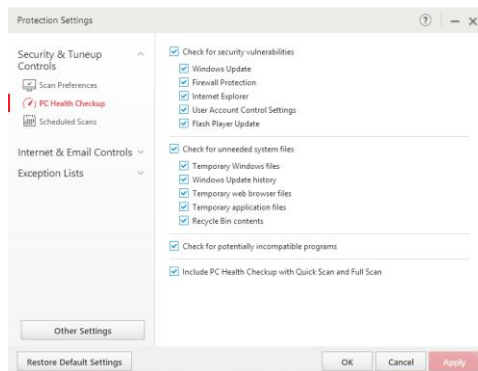 Protection Settings
Security & Tuneup
Controls
Scan Preferences
PC Health Checkup
Scheduled Scans
Internet & Email Controls
Exception Lists
Other Settings
Check for security vulnerabilities
Windows Update
Firewall Protection
Internet Explorer
User Account Control Settings
Flash Player Update
Check for unneeded system files
Temporary Windows files
Windows Update history
Temporary web browser files
Temporary application files
Recycle Bin contents
Check for potentially incompatible programs
Include PC Health Checkup with Quick Scan and Full Scan
Restore Default Settings
OK
Cancel
Apply